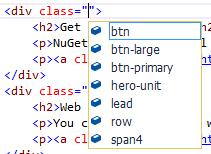 <div class="">
<h2>Get
<p>NuGet
<p><a cl
</div>
<div class=
<h2>Web
<p>You c
<p><a cl
</div>
btn
btn-large
btn-primary
hero-unit
lead
row
span4